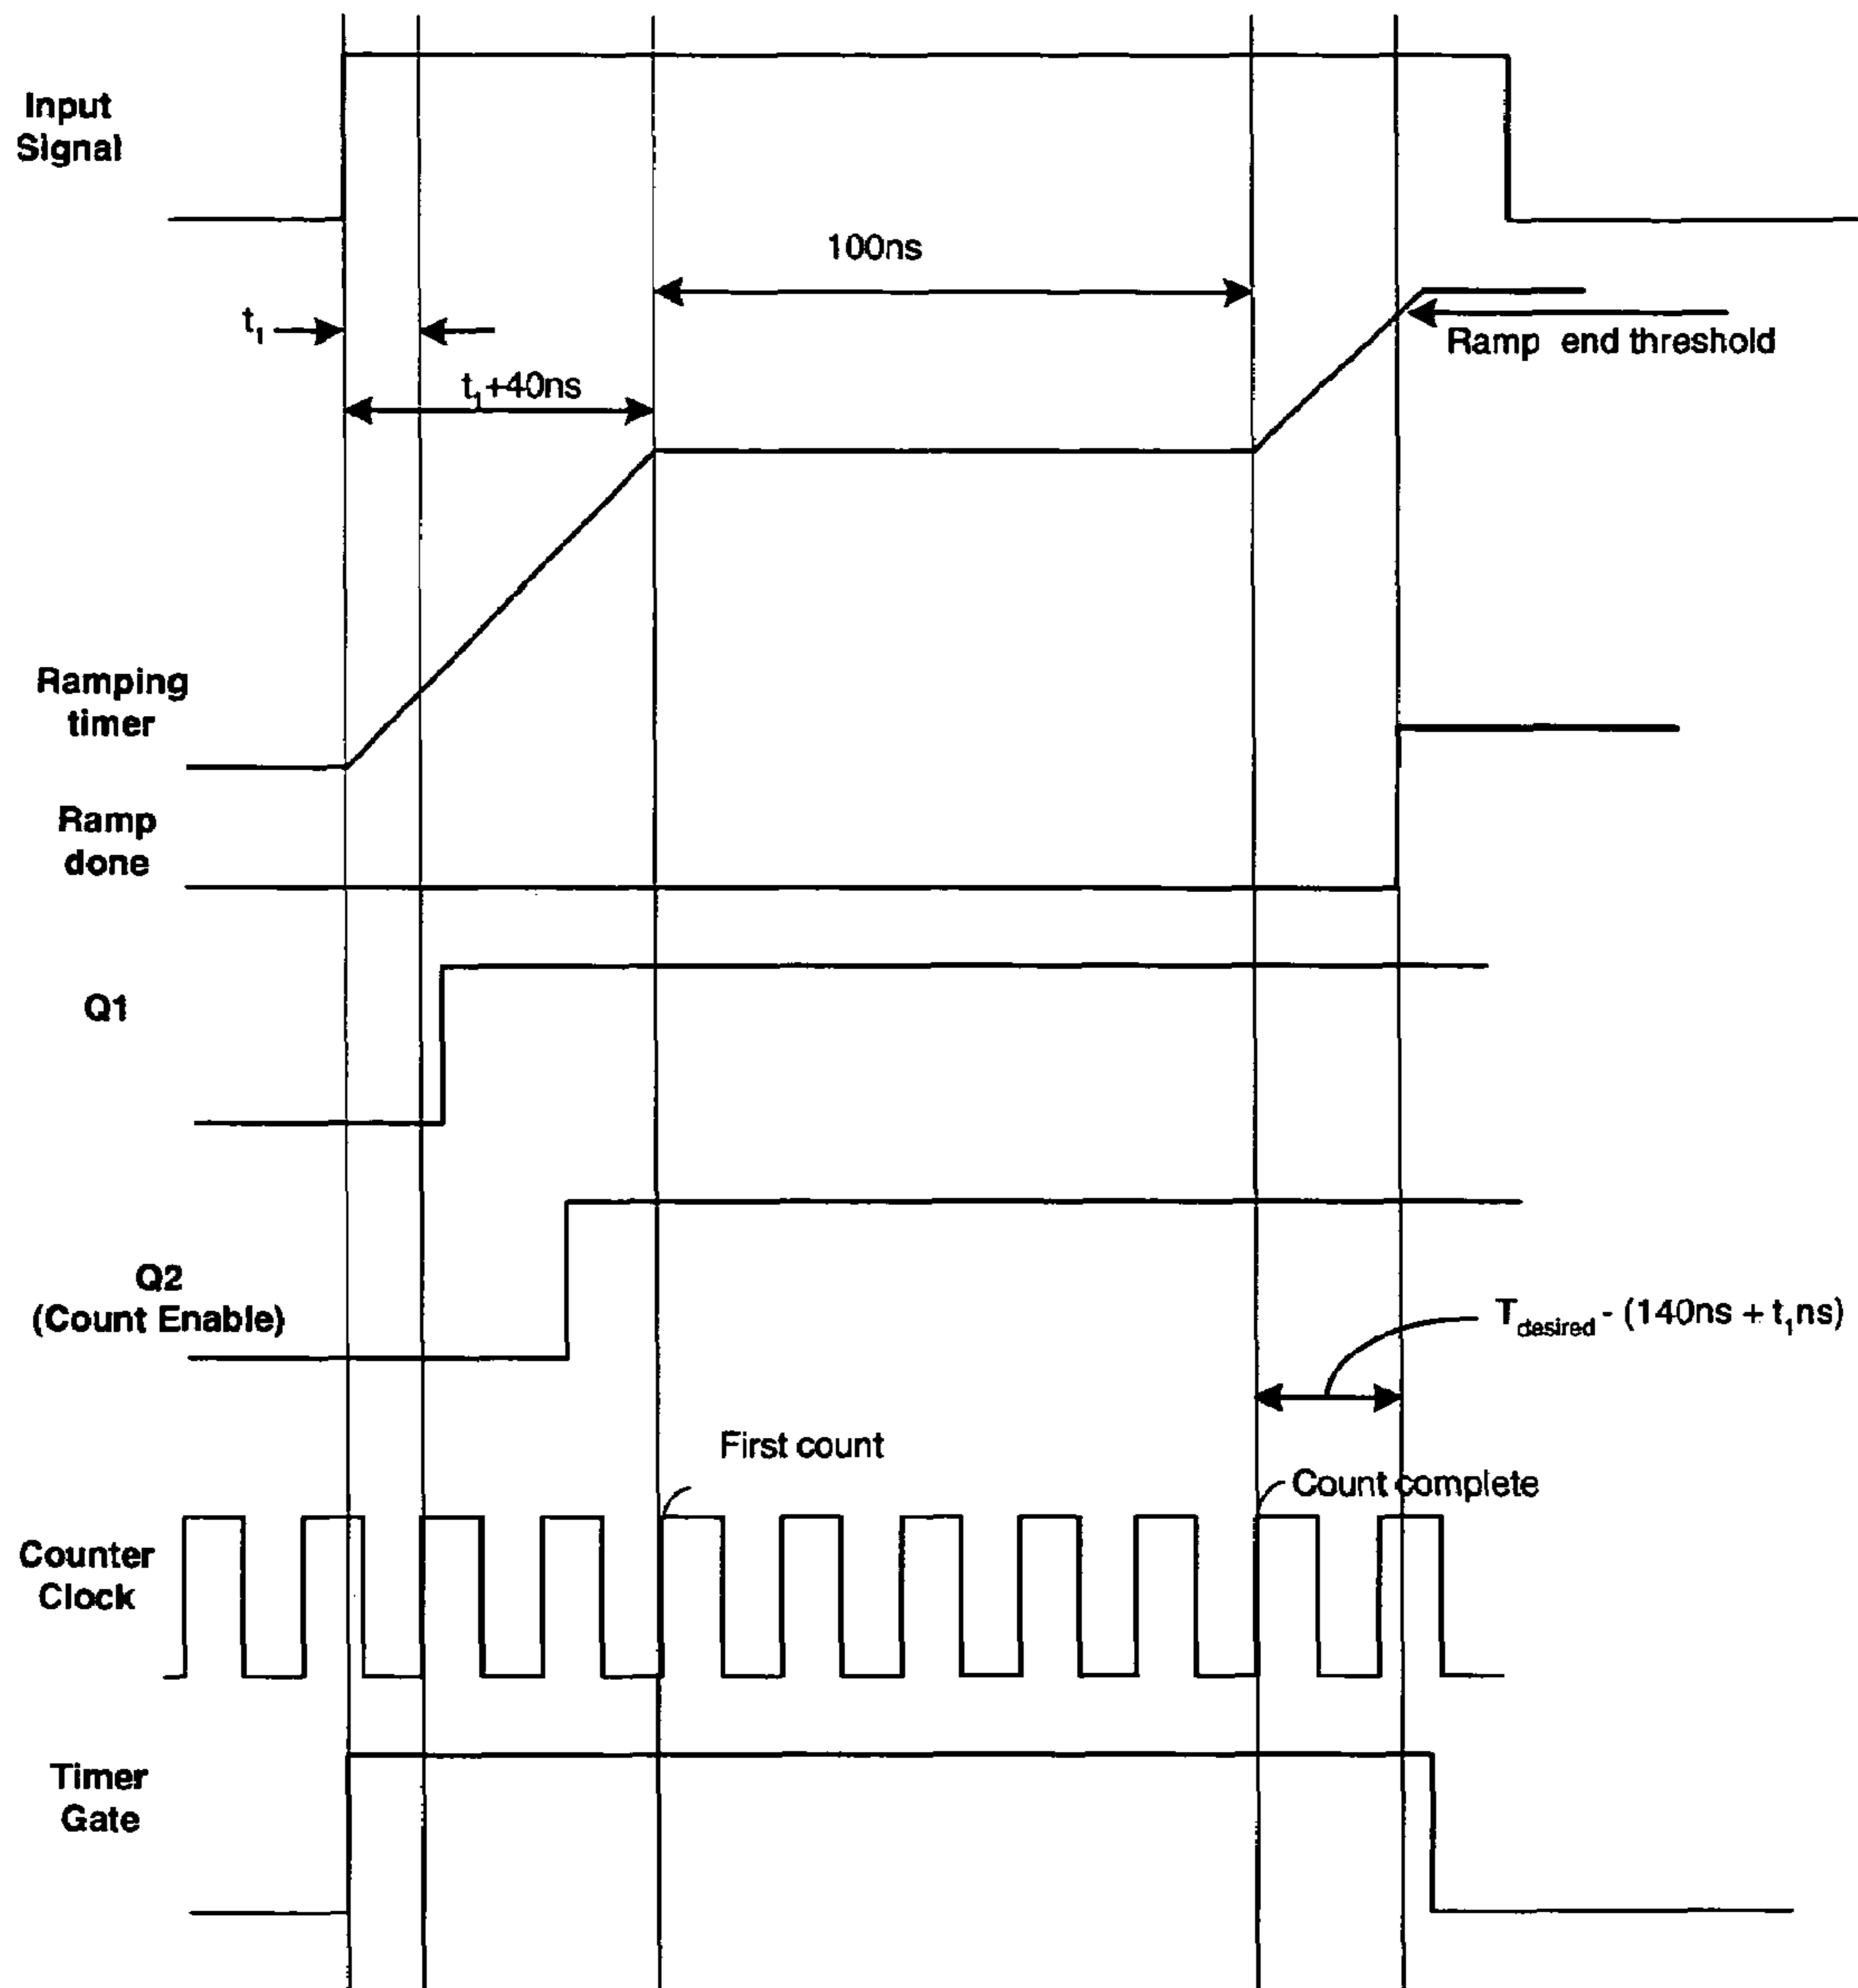 Input
Signal
100ns
t1
Ramp end threshold
t1+40ns
Ramping
timer
Ramp
done
Q1
Q2
(Count Enable)
Tdesired - (140ns + t1ns)
First count
Count complete
Counter
Clock
Timer
Gate